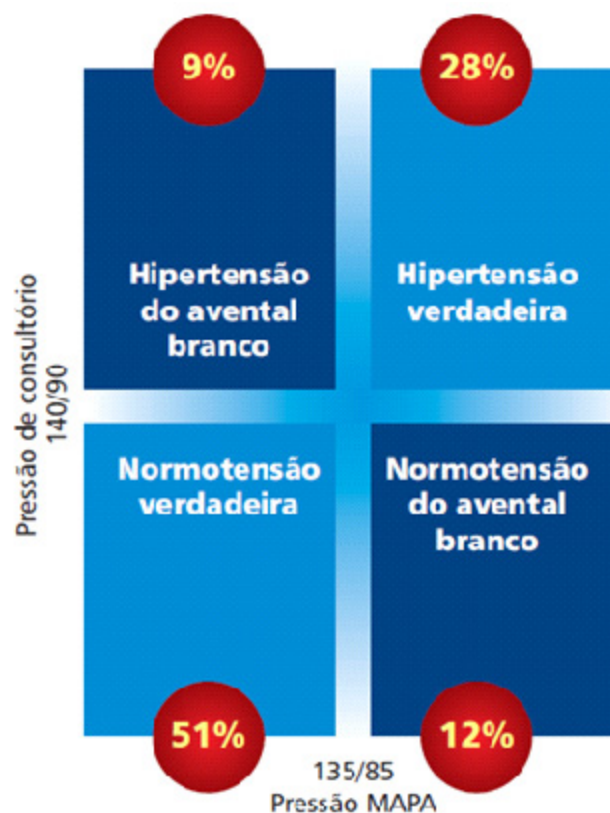 9%
28%
Hipertensão
do avental
branco
Hipertensão
verdadeira
Pressão de consultório
140/90
Normotensão
verdadeira
Normotensão
do avental
branco
51%
12%
135/85
Pressão MAPA